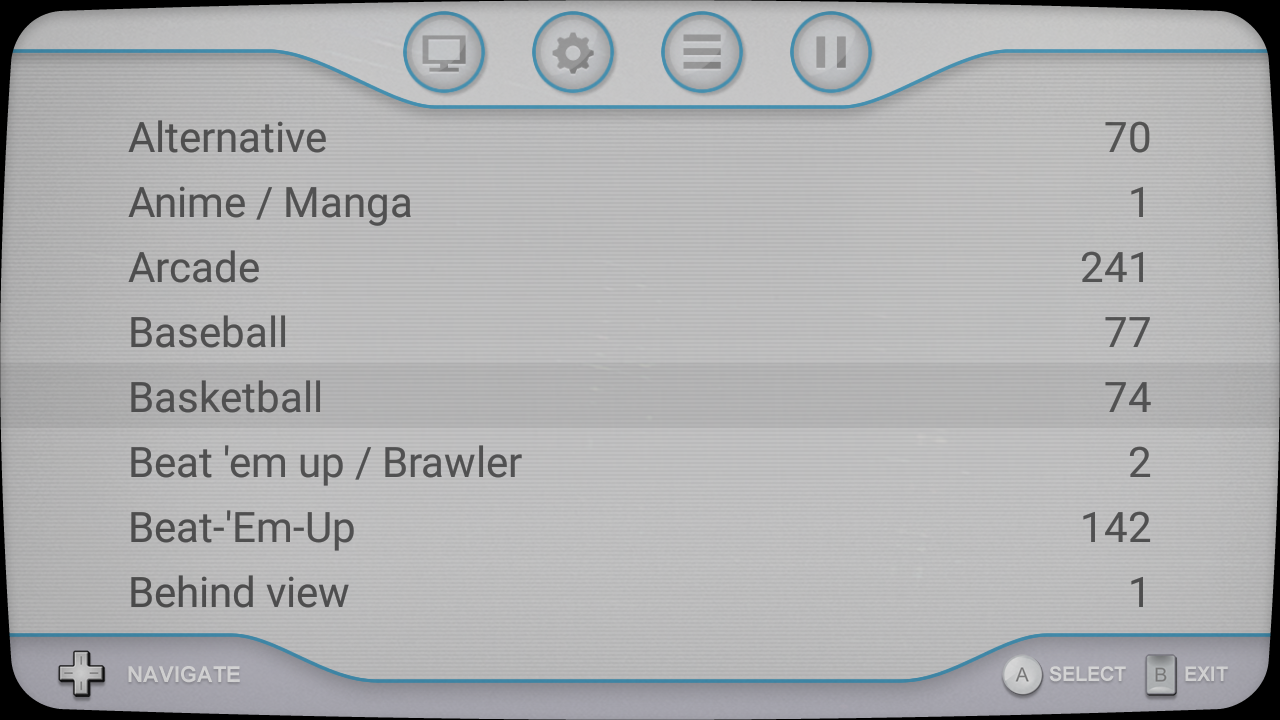 Alternative 70
Anime / Manga 1
Arcade 241
Baseball 77
Basketball 74
Beat 'em up / Brawler 2
Beat-'Em-Up 142
Behind view 1
NAVIGATE A SELECT B EXIT